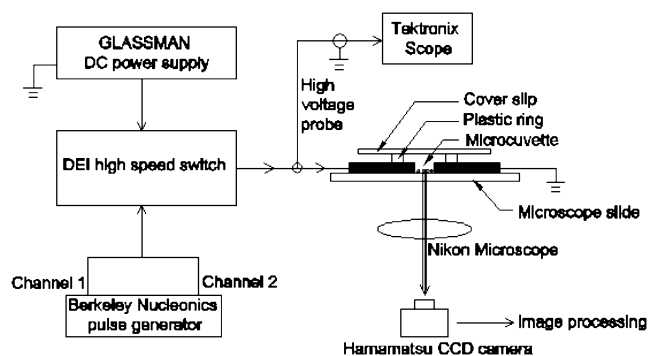 GLASSMAN
DC power supply
Tektronix
Scope
High
voltage
probe
Cover slip
Plastic ring
Microcuvette
DEI high speed switch
Microscope slide
Nikon Microscope
Channel 1
Channel 2
Berkeley Nucleonics
pulse generator
Image processing
Hamamatsu CCD camera